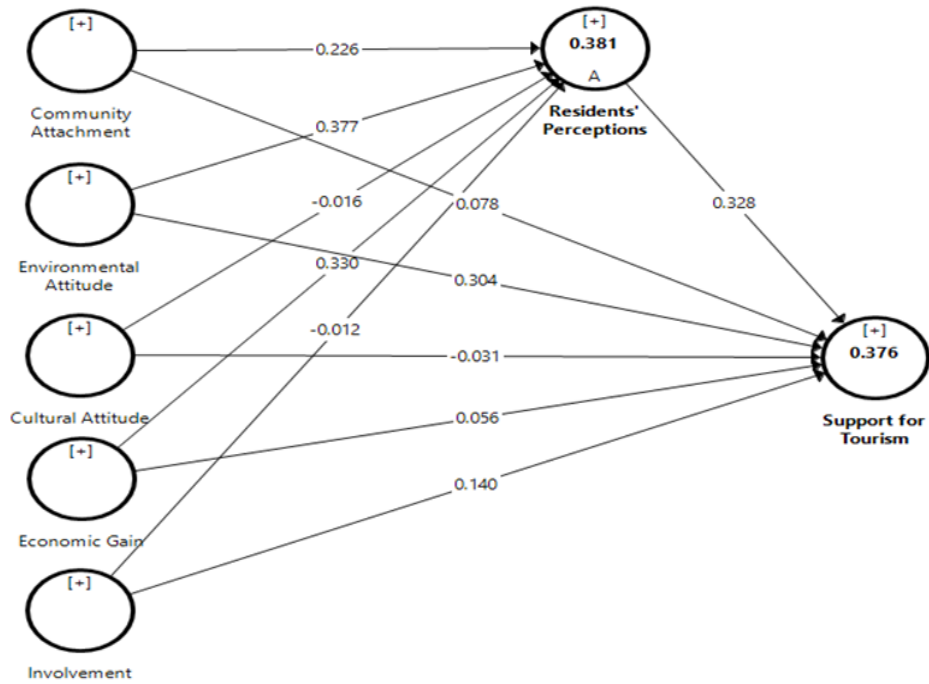 [+]
0.381
A
Residents'
Perceptions
[+]
Community
Attachment
0.226
0.377
[+]
Environmental
Attitude
-0.016
0.078
0.328
0.330
0.304
[+]
Cultural Attitude
-0.012
-0.031
[+]
0.376
Support for
Tourism
[+]
Economic Gain
0.056
0.140
[+]
Involvement